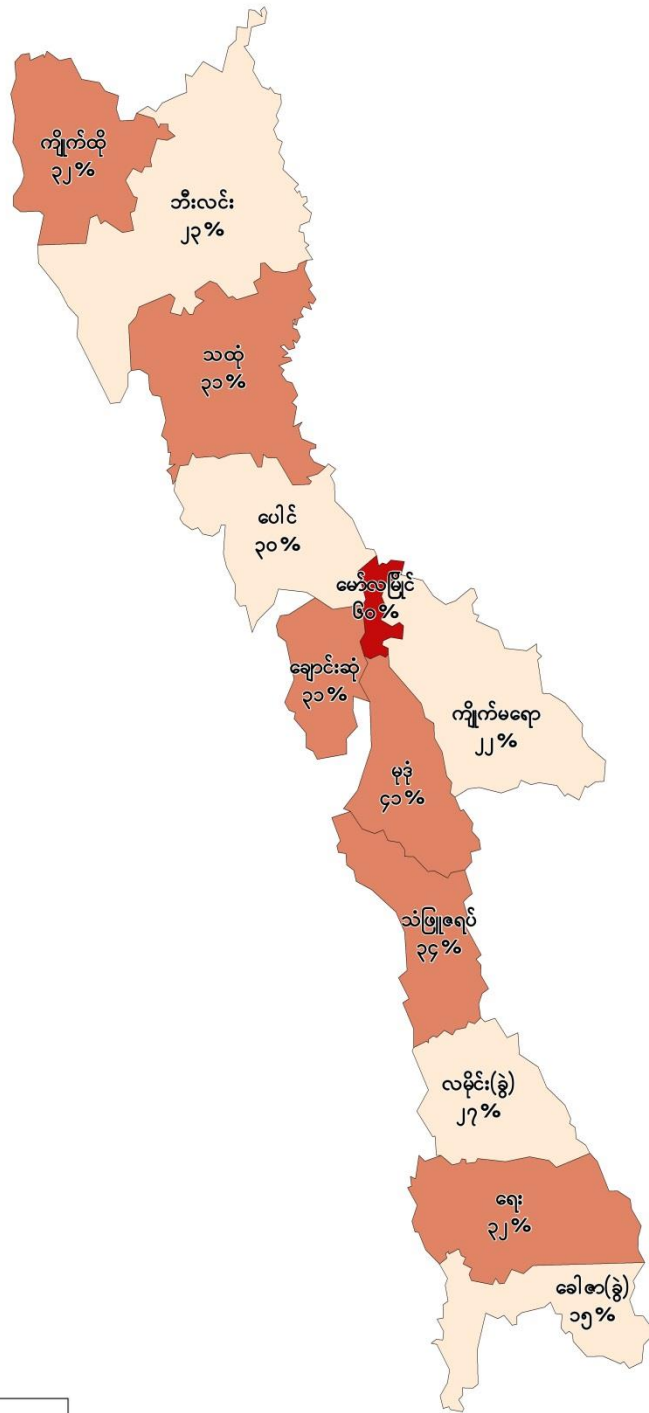 ကျိုက်ထို
၃၂%
ဘီးလင်း
၂၃%
သထုံ
၃၁%
ပေါင်
၃၀%
မော်လမြိုင်
၆၀%
ချောင်းဆုံ
၃၁%
ကျိုက်မရော
၂၂%
မုဒုံ
၄၁%
သံဖြူဇရပ်
၃၄%
လမိုင်း(ခွဲ)
၂၇%
ရေး
၃၂%
ခေါဇာ(ခွဲ)
၁၅%